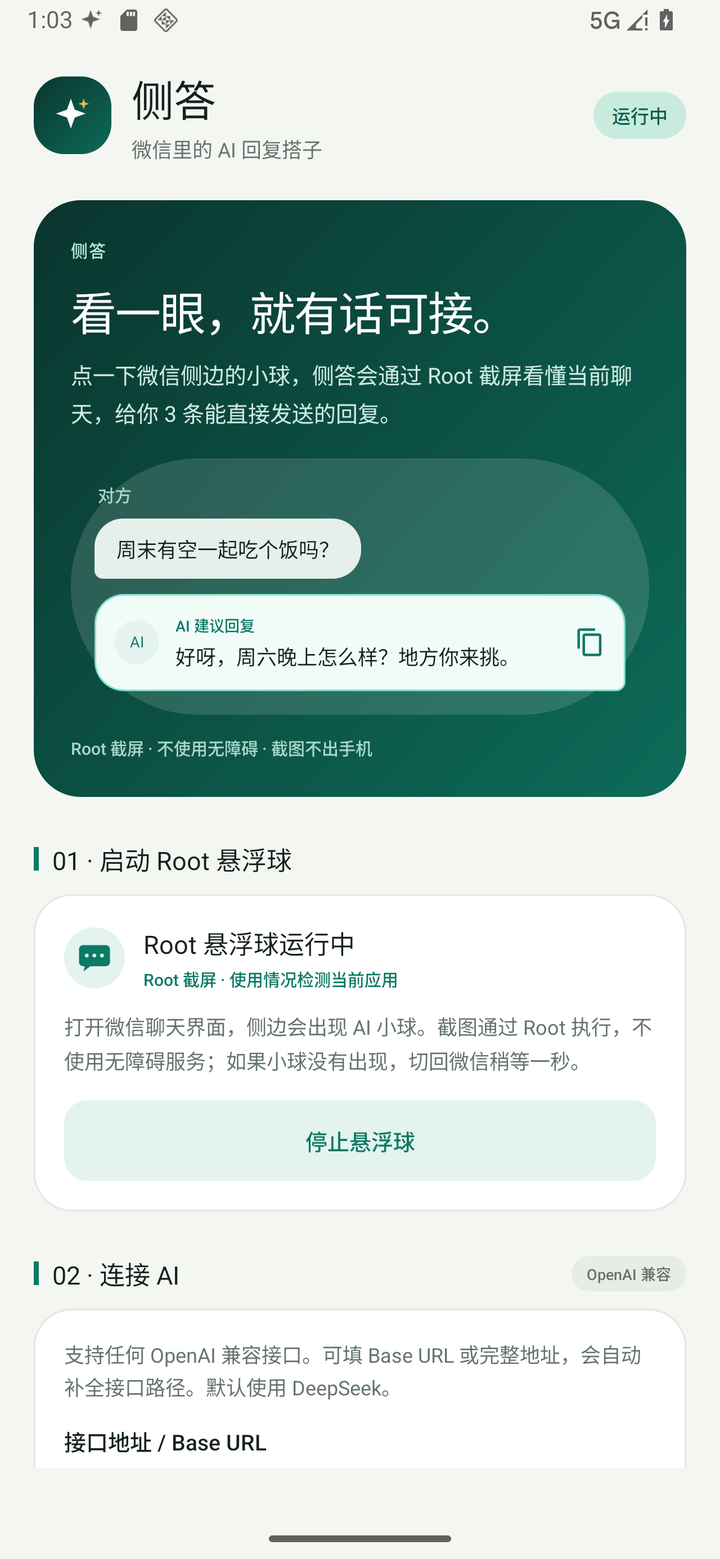 1:03
5G
侧答
微信里的 AI 回复搭子
运行中
侧答
看一眼，就有话可接。
点一下微信侧边的小球，侧答会通过 Root 截屏看懂当前聊
天，给你 3 条能直接发送的回复。
对方
周末有空一起吃个饭吗？
AI
AI 建议回复
好呀，周六晚上怎么样？地方你来挑。
Root 截屏 · 不使用无障碍 · 截图不出手机
01 · 启动 Root 悬浮球
Root 悬浮球运行中
Root 截屏 · 使用情况检测当前应用
打开微信聊天界面，侧边会出现 AI 小球。截图通过 Root 执行，不
使用无障碍服务；如果小球没有出现，切回微信稍等一秒。
停止悬浮球
02 · 连接 AI
OpenAI 兼容
支持任何 OpenAI 兼容接口。可填 Base URL 或完整地址，会自动
补全接口路径。默认使用 DeepSeek。
接口地址 / Base URL